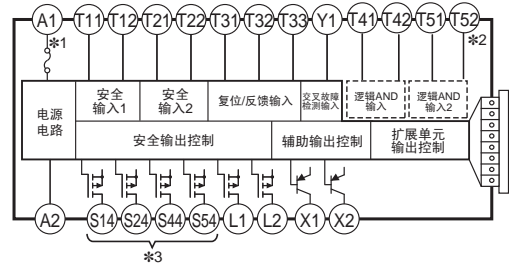 A1 T11 T12 T21 T22 T31 T32 T33 Y1 T41 T42 T51 T52
*1
*2
电源
电路
安全
输入1
安全
输入2
复位/反馈输入
交叉故障
检测输入
逻辑AND
输入
逻辑AND
输入2
安全输出控制
辅助输出控制
扩展单元
输出控制
A2 S14 S24 S44 S54 L1 L2 X1 X2
*3